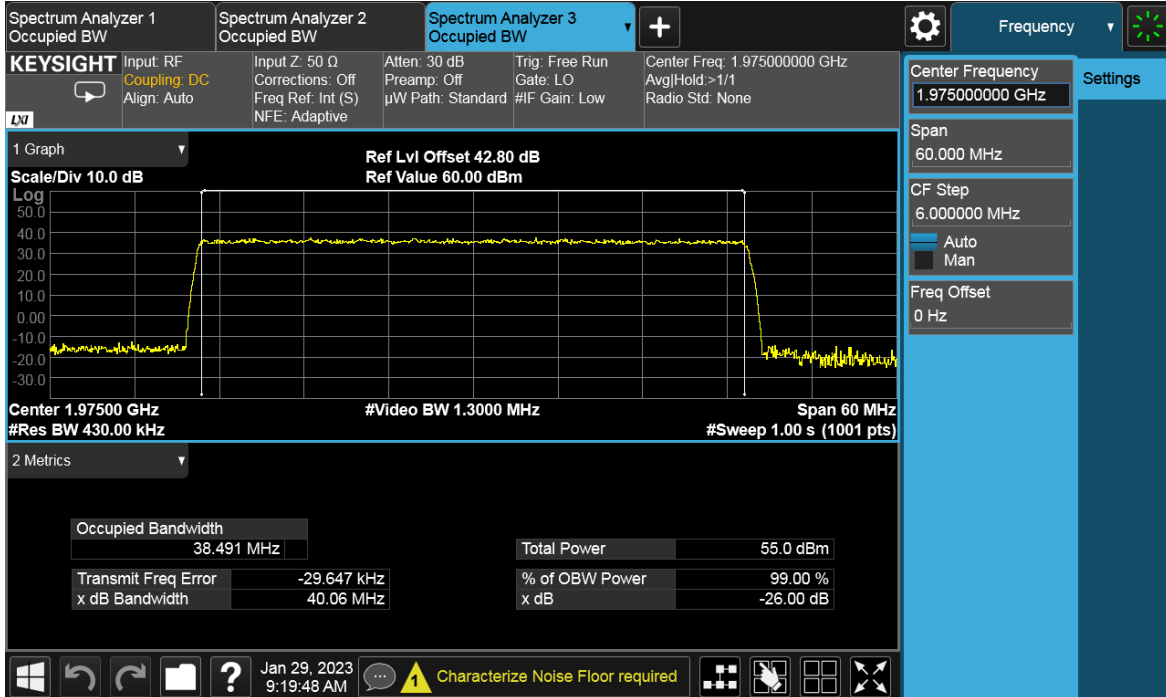 Spectrum Analyzer 1
Occupied BW
Spectrum Analyzer 2
Occupied BW
Spectrum Analyzer 3
Occupied BW
Frequency
KEYSIGHT
LXI
Input: RF
Coupling: DC
Align: Auto
Input Z: 50 Ω
Corrections: Off
Freq Ref: Int (S)
NFE: Adaptive
Atten: 30 dB
Preamp: Off
µW Path: Standard
Trig: Free Run
Gate: LO
#IF Gain: Low
Center Freq: 1.975000000 GHz
Avg|Hold:>1/1
Radio Std: None
Center Frequency
1.975000000 GHz
Settings
Span
60.000 MHz
CF Step
6.000000 MHz
Auto
Man
Freq Offset
0 Hz
1 Graph
Scale/Div 10.0 dB
Ref Lvl Offset 42.80 dB
Ref Value 60.00 dBm
Log
50.0
40.0
30.0
20.0
10.0
0.00
-10.0
-20.0
-30.0
Center 1.97500 GHz
#Video BW 1.3000 MHz
Span 60 MHz
#Res BW 430.00 kHz
#Sweep 1.00 s (1001 pts)
2 Metrics
Occupied Bandwidth
38.491 MHz
Total Power 55.0 dBm
Transmit Freq Error -29.647 kHz
% of OBW Power 99.00 %
x dB Bandwidth 40.06 MHz
x dB -26.00 dB
?
Jan 29, 2023
9:19:48 AM
1
Characterize Noise Floor required